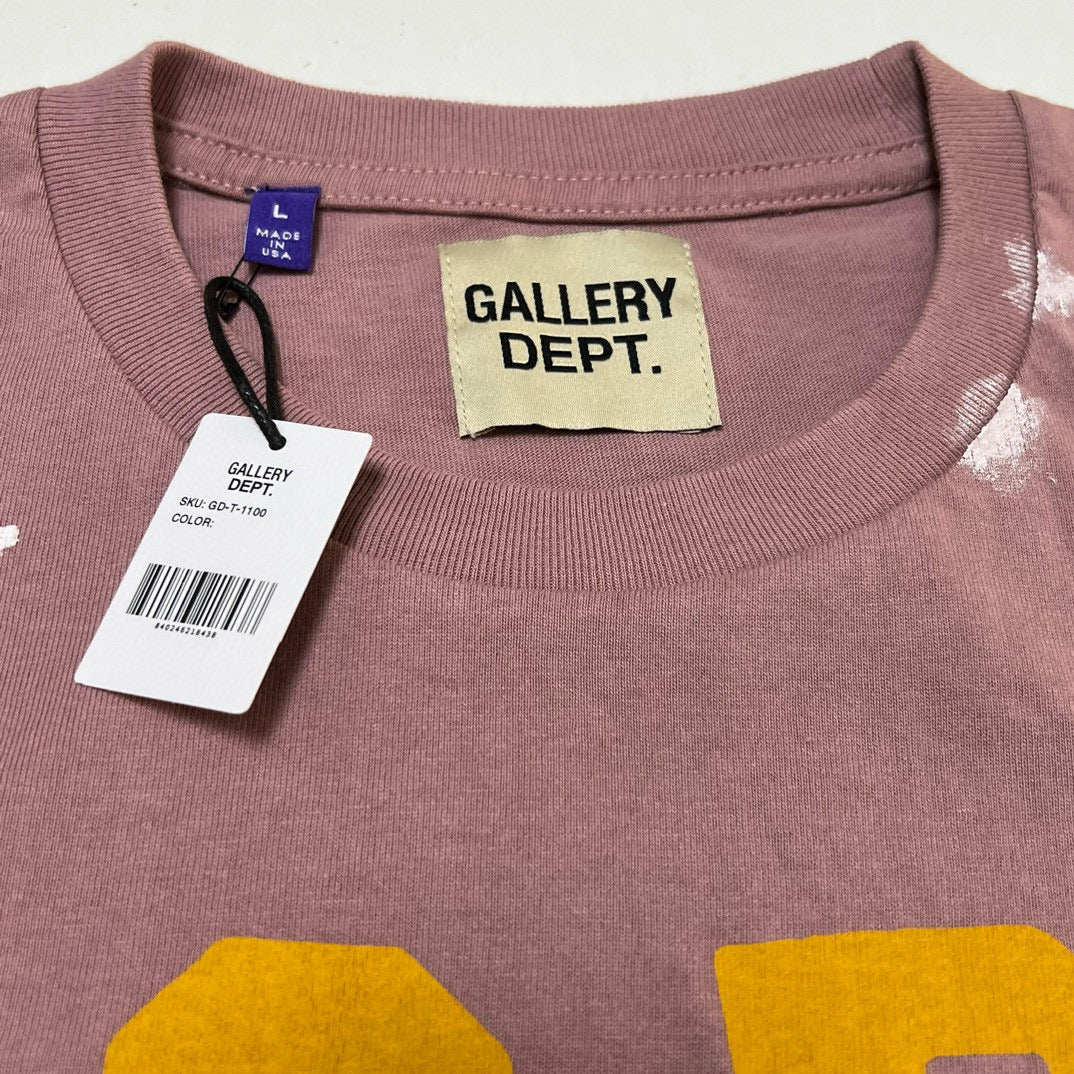 L
MADE
IN
USA
GALLERY
DEPT.
GALLERY
DEPT.
SKU: GD-T-1100
COLOR: